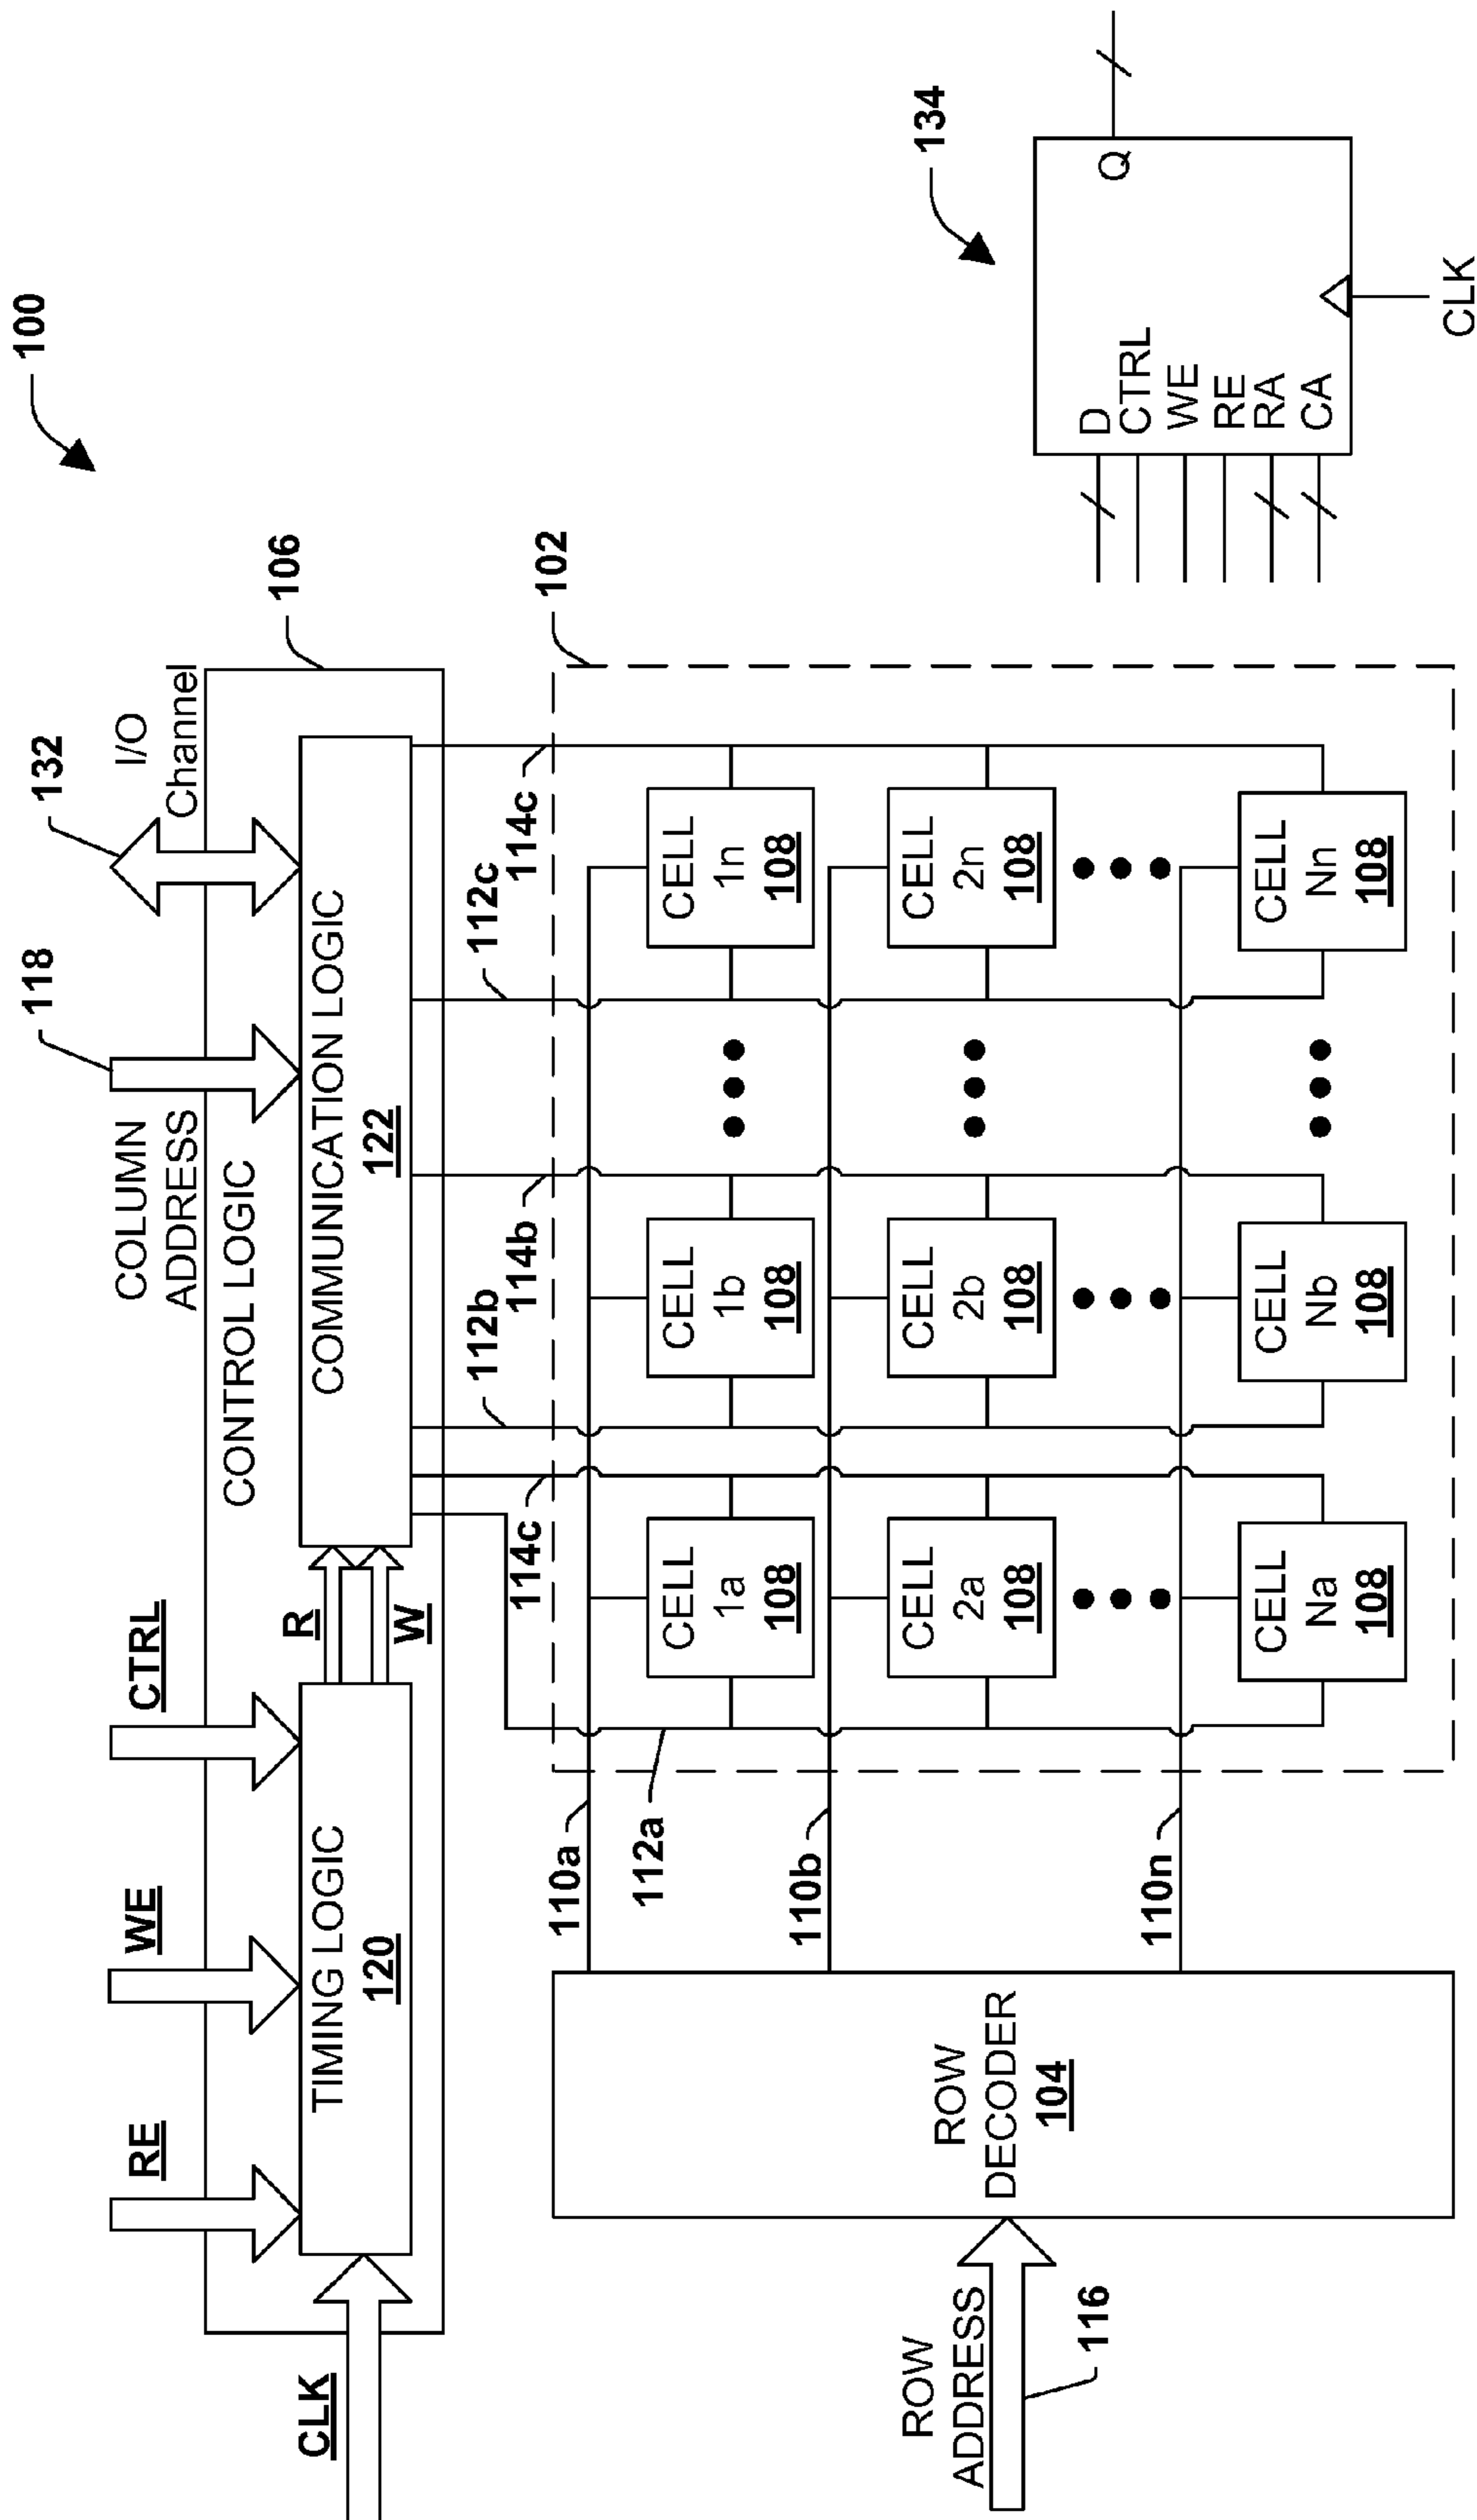 100
CLK
RE
WE
CTRL
118
132
COLUMN
ADDRESS
I/O
Channel
106
CONTROL LOGIC
TIMING LOGIC
120
R
W
COMMUNICATION LOGIC
122
ROW
ADDRESS
116
ROW
DECODER
104
110a
112a
110b
110n
114c
112b
114b
112c
114c
102
CELL
1a
108
CELL
1b
108
CELL
1n
108
CELL
2a
108
CELL
2b
108
CELL
2n
108
CELL
Na
108
CELL
Nb
108
CELL
Nn
108
134
D
CTRL
WE
RE
RA
CA
Q
CLK